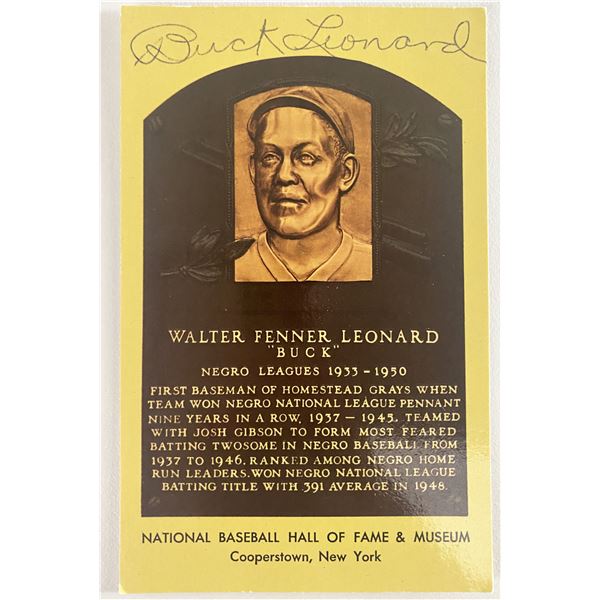 Buck Leonard
WALTER FENNER LEONARD
"BUCK"
NEGRO LEAGUES 1933 - 1950
FIRST BASEMAN OF HOMESTEAD GRAYS WHEN
TEAM WON NEGRO NATIONAL LEAGUE PENNANT
NINE YEARS IN A ROW, 1937 - 1945. TEAMED
WITH JOSH GIBSON TO FORM MOST FEARED
BATTING TWOSOME IN NEGRO BASEBALL FROM
1937 TO 1946. RANKED AMONG NEGRO HOME
RUN LEADERS. WON NEGRO NATIONAL LEAGUE
BATTING TITLE WITH .391 AVERAGE IN 1948.
NATIONAL BASEBALL HALL OF FAME & MUSEUM
Cooperstown, New York